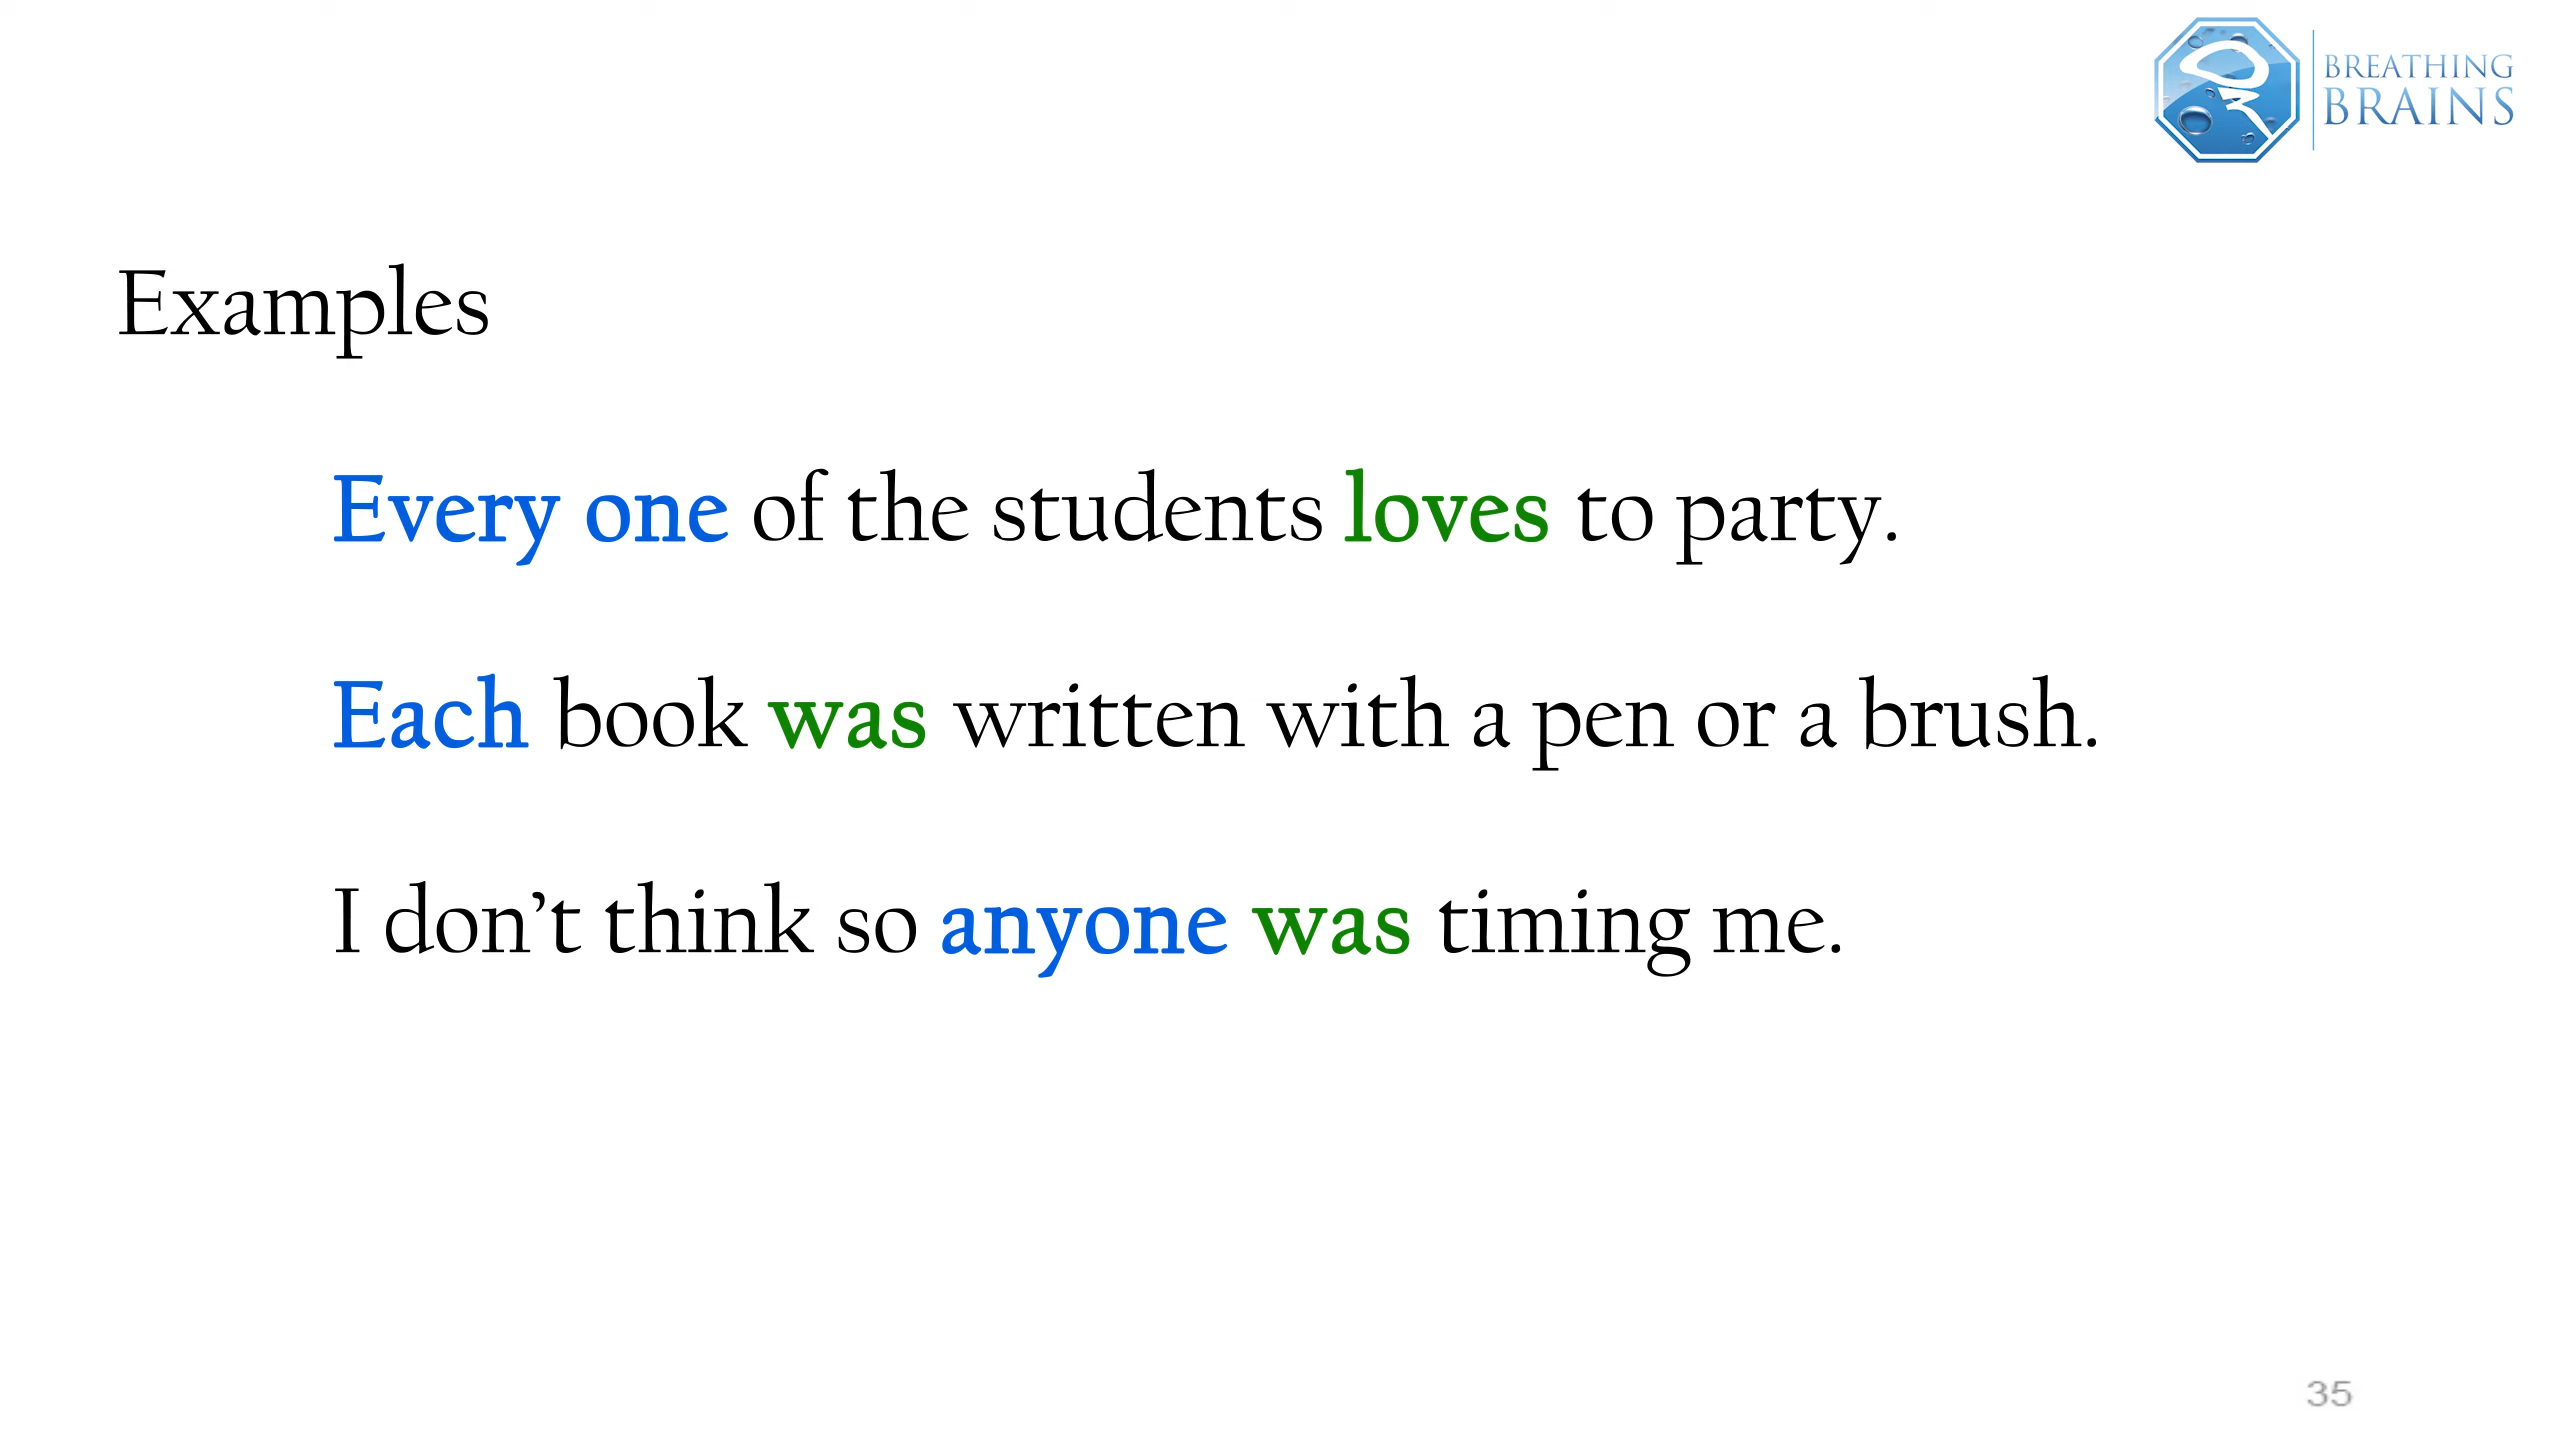 BREATHING
BRAINS
Examples
Every one of the students loves to party.
Each book was written with a pen or a brush.
I don’t think so anyone was timing me.
35